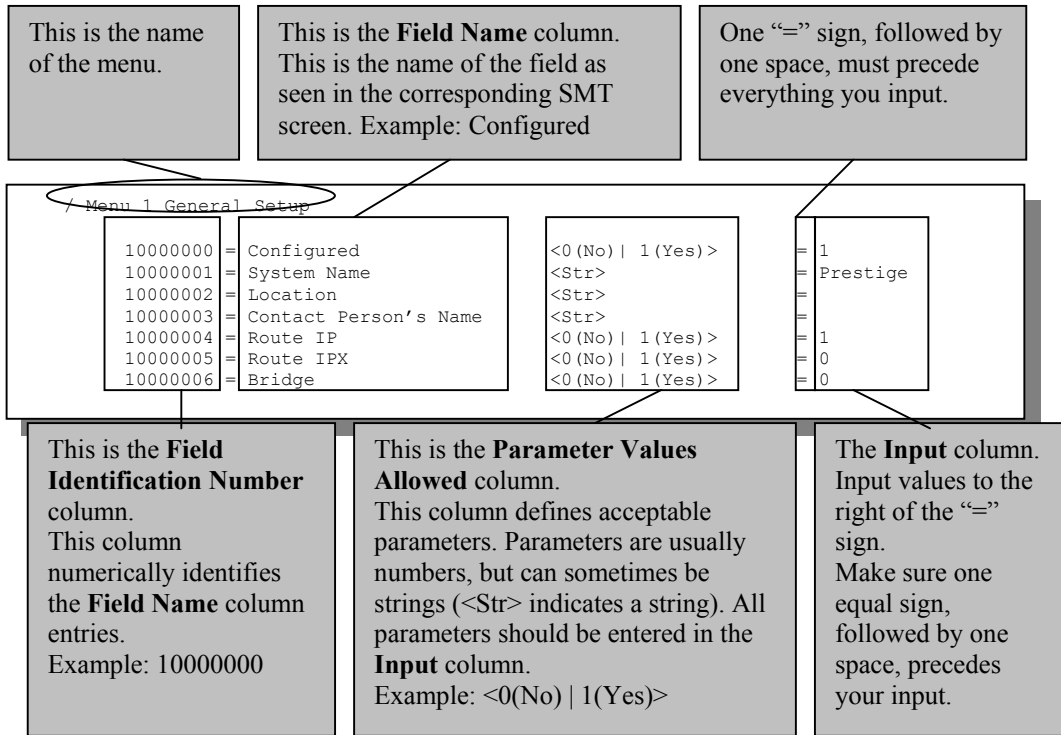 This is the name
of the menu.
This is the Field Name column.
This is the name of the field as
seen in the corresponding SMT
screen. Example: Configured
One “=” sign, followed by
one space, must precede
everything you input.
/ Menu 1 General Setup
10000000 = Configured <0(No)| 1(Yes)> = 1
10000001 = System Name <Str> = Prestige
10000002 = Location <Str> =
10000003 = Contact Person’s Name <Str> =
10000004 = Route IP <0(No)| 1(Yes)> = 1
10000005 = Route IPX <0(No)| 1(Yes)> = 0
10000006 = Bridge <0(No)| 1(Yes)> = 0
This is the Field
Identification Number
column.
This column
numerically identifies
the Field Name column
entries.
Example: 10000000
This is the Parameter Values
Allowed column.
This column defines acceptable
parameters. Parameters are usually
numbers, but can sometimes be
strings (<Str> indicates a string). All
parameters should be entered in the
Input column.
Example: <0(No) | 1(Yes)>
The Input column.
Input values to the
right of the “=”
sign.
Make sure one
equal sign,
followed by one
space, precedes
your input.